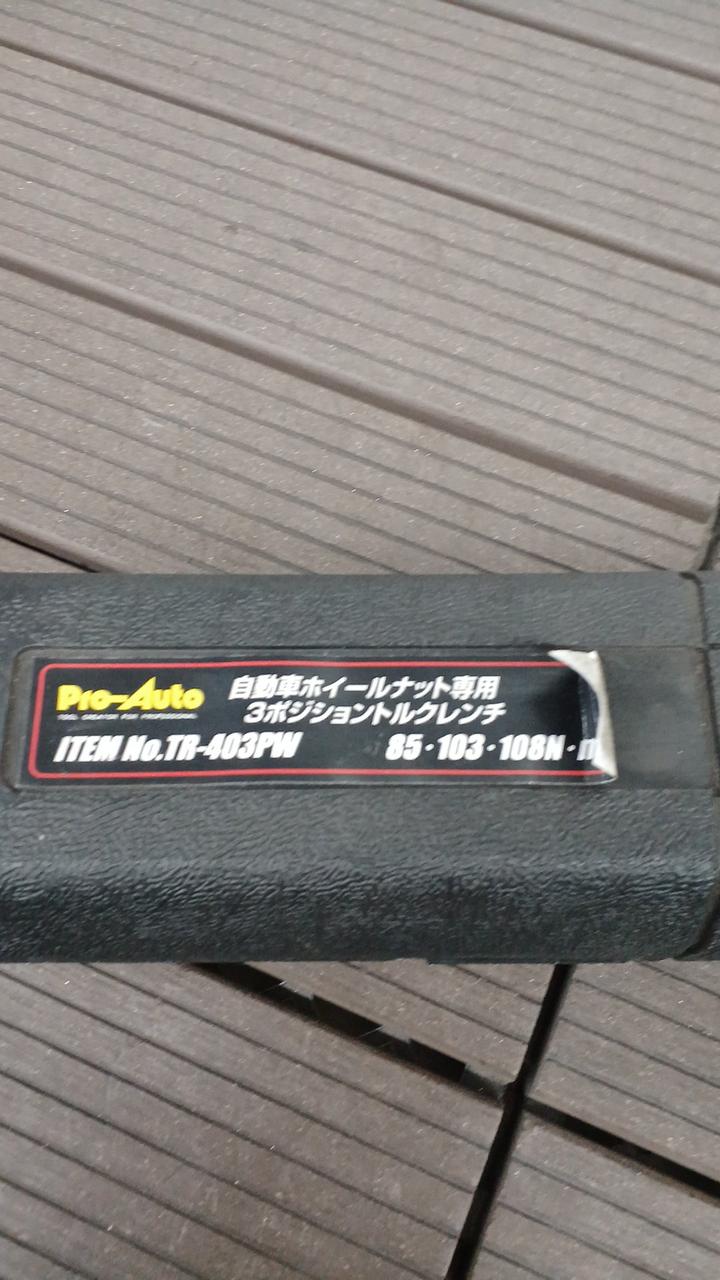 Pro-Auto
TOOL CREATOR FOR PROFESSIONAL
自動車ホイールナット専用
3ポジショントルクレンチ
ITEM No.TR-403PW 85・103・108N・m